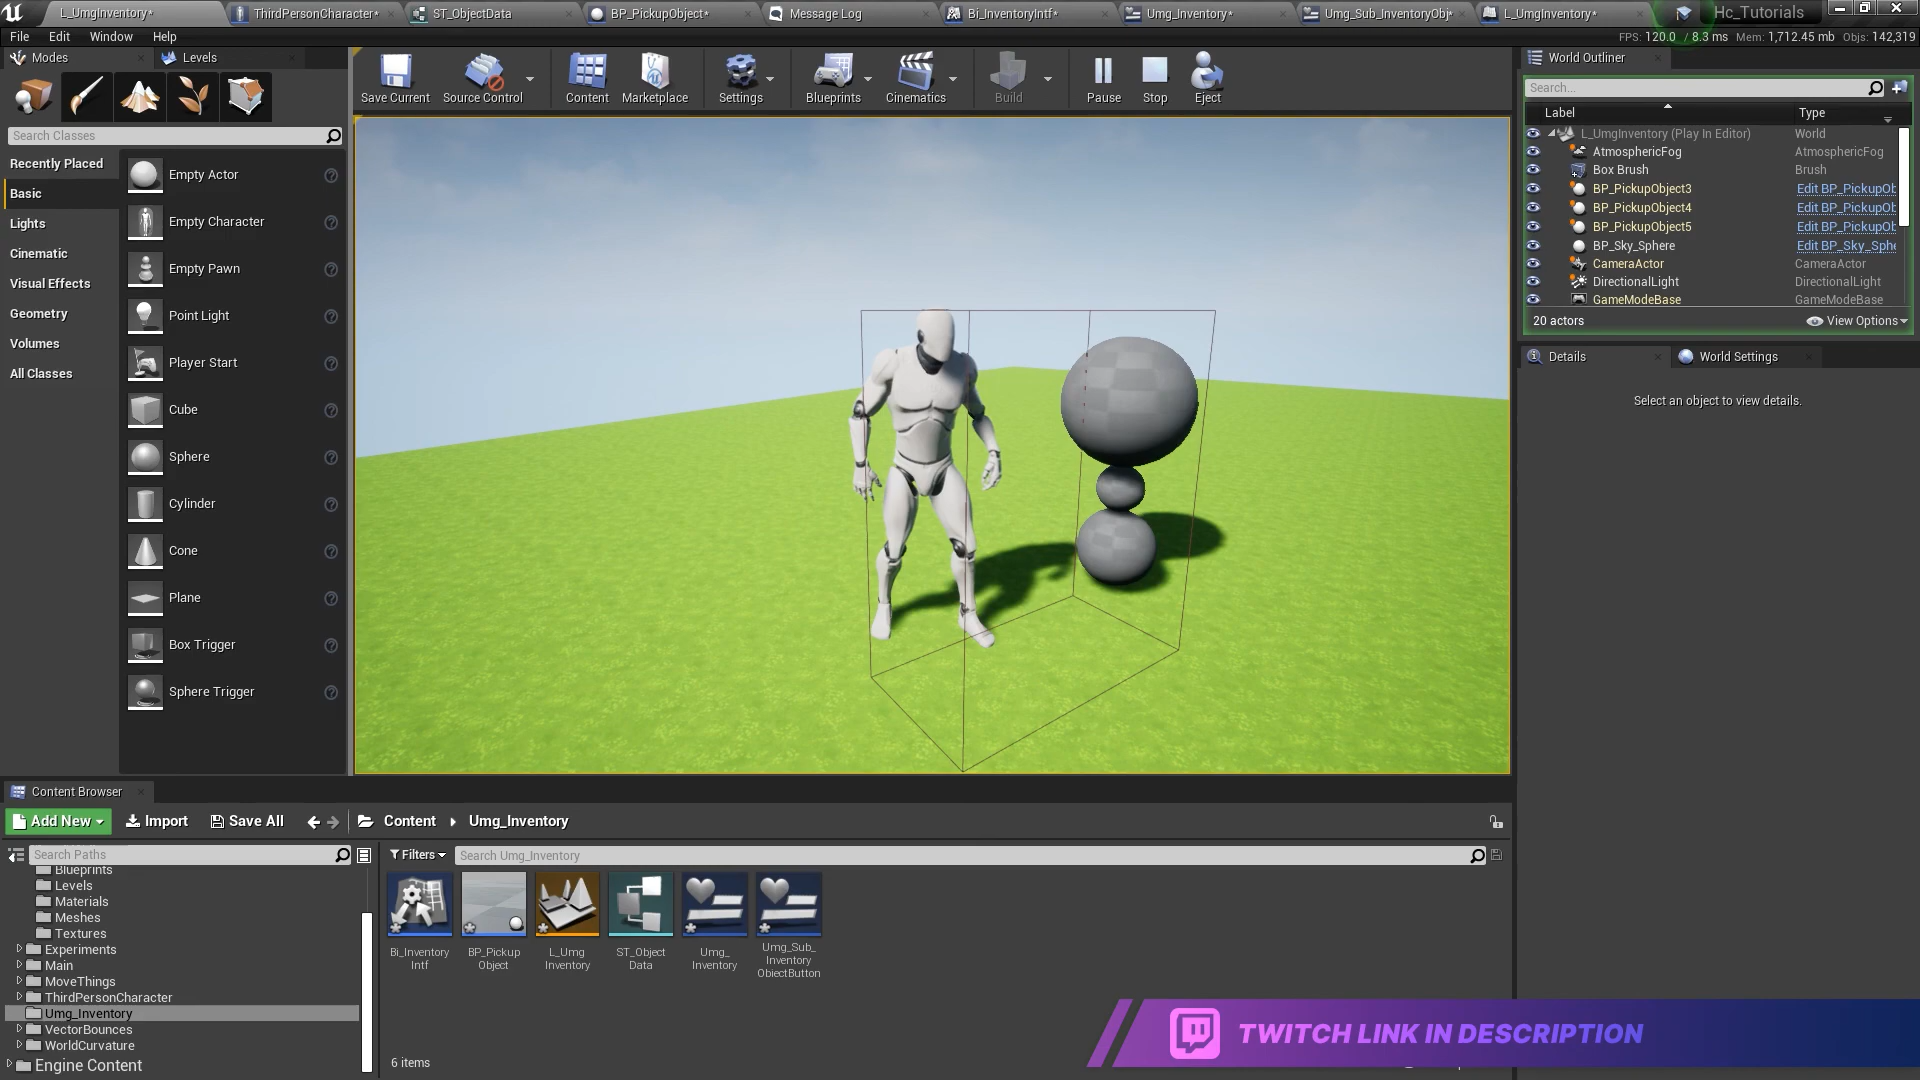 L_UmgInventory*
ThirdPersonCharacter*
ST_ObjectData
BP_PickupObject*
Message Log
Bi_InventoryIntf*
Umg_Inventory*
Umg_Sub_InventoryObj*
L_UmgInventory*
Hc_Tutorials
File Edit Window Help
FPS: 120.0 / 8.3 ms Mem: 1,712.45 mb Objs: 142,319
Modes
Levels
Save Current
Source Control
Content
Marketplace
Settings
Blueprints
Cinematics
Build
Pause
Stop
Eject
World Outliner
Search Classes
Recently Placed
Basic
Lights
Cinematic
Visual Effects
Geometry
Volumes
All Classes
Empty Actor
Empty Character
Empty Pawn
Point Light
Player Start
Cube
Sphere
Cylinder
Cone
Plane
Box Trigger
Sphere Trigger
Search...
Label Type
L_UmgInventory (Play In Editor) World
AtmosphericFog AtmosphericFog
Box Brush Brush
BP_PickupObject3 Edit BP_PickupOb
BP_PickupObject4 Edit BP_PickupOb
BP_PickupObject5 Edit BP_PickupOb
BP_Sky_Sphere Edit BP_Sky_Sphe
CameraActor CameraActor
DirectionalLight DirectionalLight
GameModeBase GameModeBase
20 actors
View Options
Details
World Settings
Select an object to view details.
Content Browser
Add New Import Save All Content Umg_Inventory
Search Paths
Blueprints
Levels
Materials
Meshes
Textures
Experiments
Main
MoveThings
ThirdPersonCharacter
Umg_Inventory
VectorBounces
WorldCurvature
Engine Content
Filters
Search Umg_Inventory
Bi_Inventory
Intf
BP_Pickup
Object
L_Umg
Inventory
ST_Object
Data
Umg_
Inventory
Umg_Sub_
Inventory
ObjectButton
6 items
TWITCH LINK IN DESCRIPTION